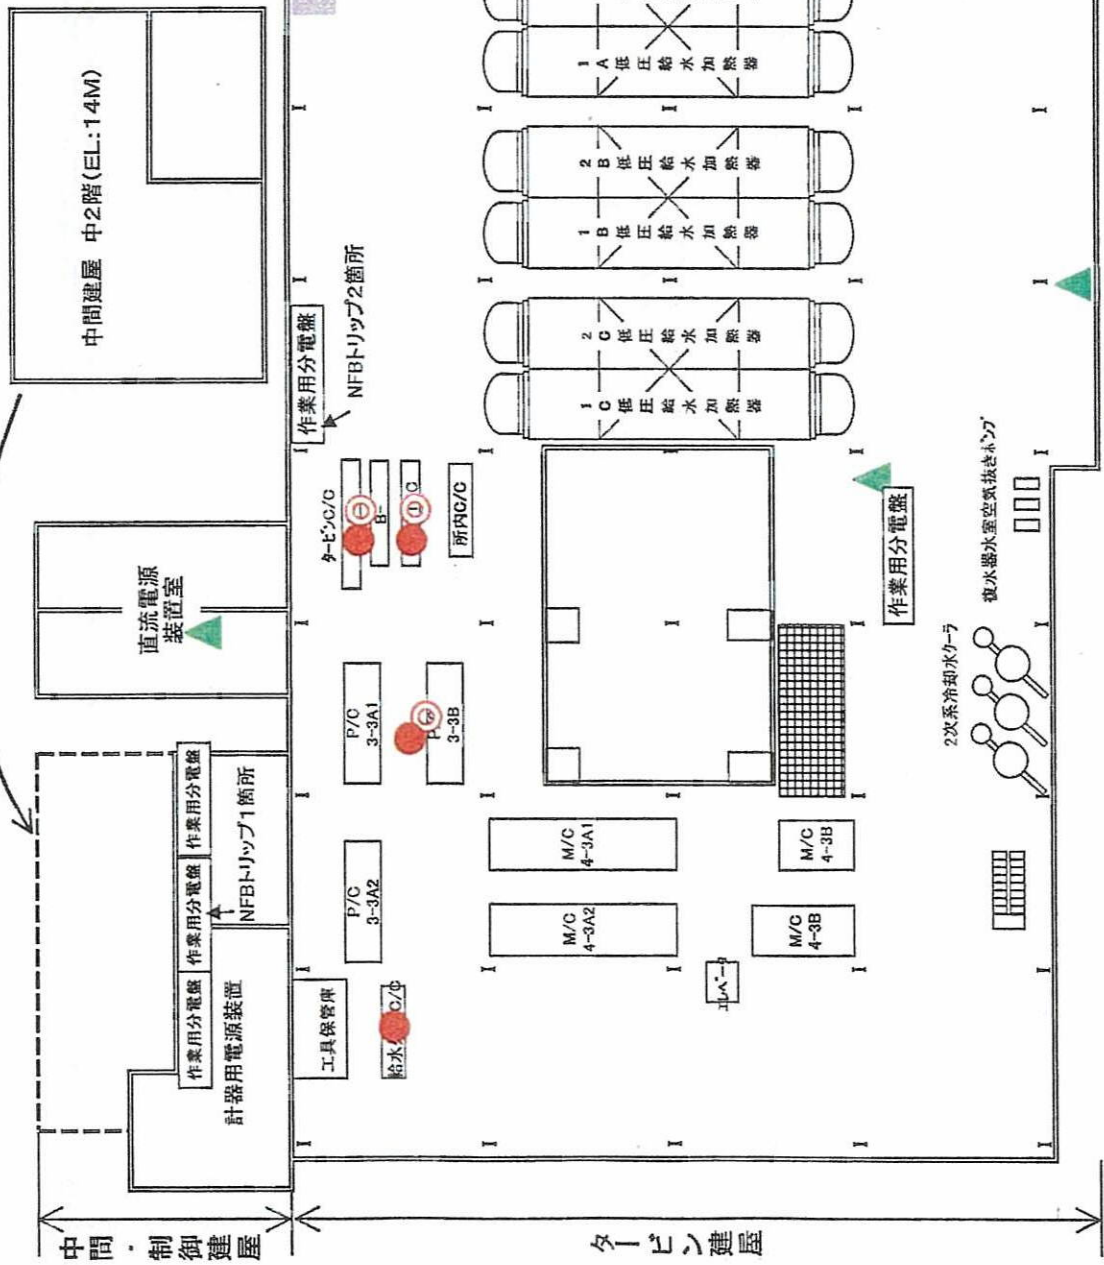 中間建屋 中2階(EL:14M)
直流電源
装置室
作業用分電盤
作業用分電盤
作業用分電盤
NFBトリップ1箇所
計器用電源装置
中間・制御建屋
作業用分電盤
NFBトリップ2箇所
タービンC/C
B-
C
所内C/C
P/C
3-3A1
P
3-3B
P/C
3-3A2
工具保管庫
給水
C/C
M/C
4-3A1
M/C
4-3A2
M/C
4-3B
M/C
4-3B
エレベータ
1A低圧給水加熱器
2B低圧給水加熱器
1B低圧給水加熱器
2C低圧給水加熱器
1C低圧給水加熱器
作業用分電盤
復水器水室空気抜きポンプ
2次系冷却水クーラ
タービン建屋